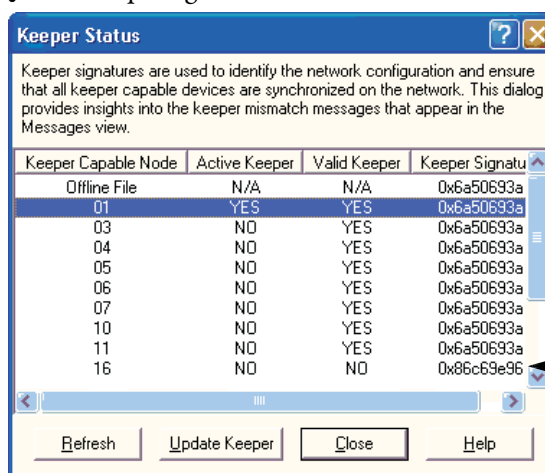 Keeper Status
Keeper signatures are used to identify the network configuration and ensure
that all keeper capable devices are synchronized on the network. This dialog
provides insights into the keeper mismatch messages that appear in the
Messages view.
Keeper Capable Node Active Keeper Valid Keeper Keeper Signatu
Offline File N/A N/A 0x6a50693a
01 YES YES 0x6a50693a
03 NO YES 0x6a50693a
04 NO YES 0x6a50693a
05 NO YES 0x6a50693a
06 NO YES 0x6a50693a
07 NO YES 0x6a50693a
10 NO YES 0x6a50693a
11 NO YES 0x6a50693a
16 NO NO 0x86c69e96
Refresh Update Keeper Close Help